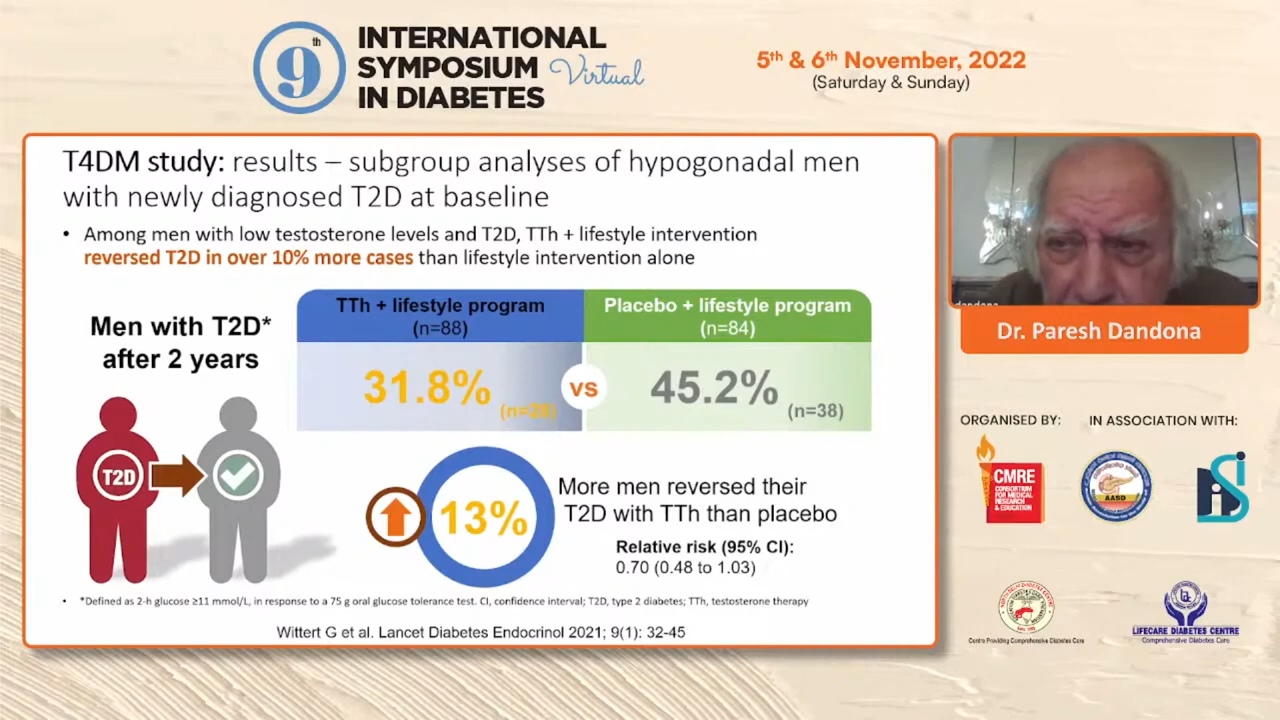 9th
INTERNATIONAL
SYMPOSIUM Virtual
IN DIABETES
5th & 6th November, 2022
(Saturday & Sunday)
T4DM study: results – subgroup analyses of hypogonadal men
with newly diagnosed T2D at baseline
• Among men with low testosterone levels and T2D, TTh + lifestyle intervention
reversed T2D in over 10% more cases than lifestyle intervention alone
Men with T2D*
after 2 years
TTh + lifestyle program
(n=88)
Placebo + lifestyle program
(n=84)
31.8%
(n=28)
vs
45.2%
(n=38)
T2D
13%
More men reversed their
T2D with TTh than placebo
Relative risk (95% CI):
0.70 (0.48 to 1.03)
• *Defined as 2-h glucose ≥11 mmol/L, in response to a 75 g oral glucose tolerance test. CI, confidence interval; T2D, type 2 diabetes; TTh, testosterone therapy
Wittert G et al. Lancet Diabetes Endocrinol 2021; 9(1): 32-45
dandona
Dr. Paresh Dandona
ORGANISED BY:
IN ASSOCIATION WITH:
CMRE
CONSORTIUM
FOR MEDICAL
RESEARCH
& EDUCATION
AASD
Centre Providing Comprehensive Diabetes Care
LIFECARE DIABETES CENTRE
Comprehensive Diabetes Care